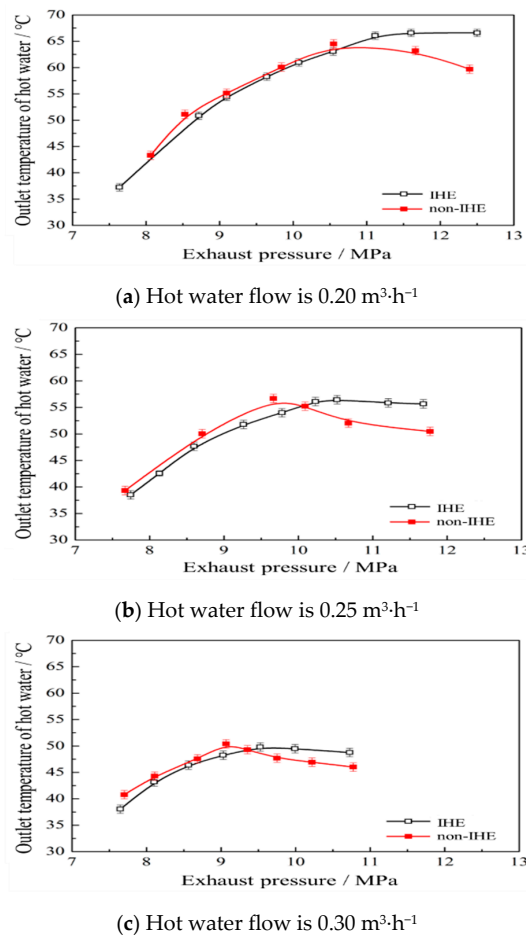 Outlet temperature of hot water / ℃
70
65
60
55
50
45
40
35
30
IHE
non-IHE
7 8 9 10 11 12 13
Exhaust pressure / MPa
(a) Hot water flow is 0.20 m³·h⁻¹
Outlet temperature of hot water / ℃
70
65
60
55
50
45
40
35
30
IHE
non-IHE
7 8 9 10 11 12 13
Exhaust pressure / MPa
(b) Hot water flow is 0.25 m³·h⁻¹
Outlet temperature of hot water / ℃
70
65
60
55
50
45
40
35
30
IHE
non-IHE
7 8 9 10 11 12 13
Exhaust pressure / MPa
(c) Hot water flow is 0.30 m³·h⁻¹